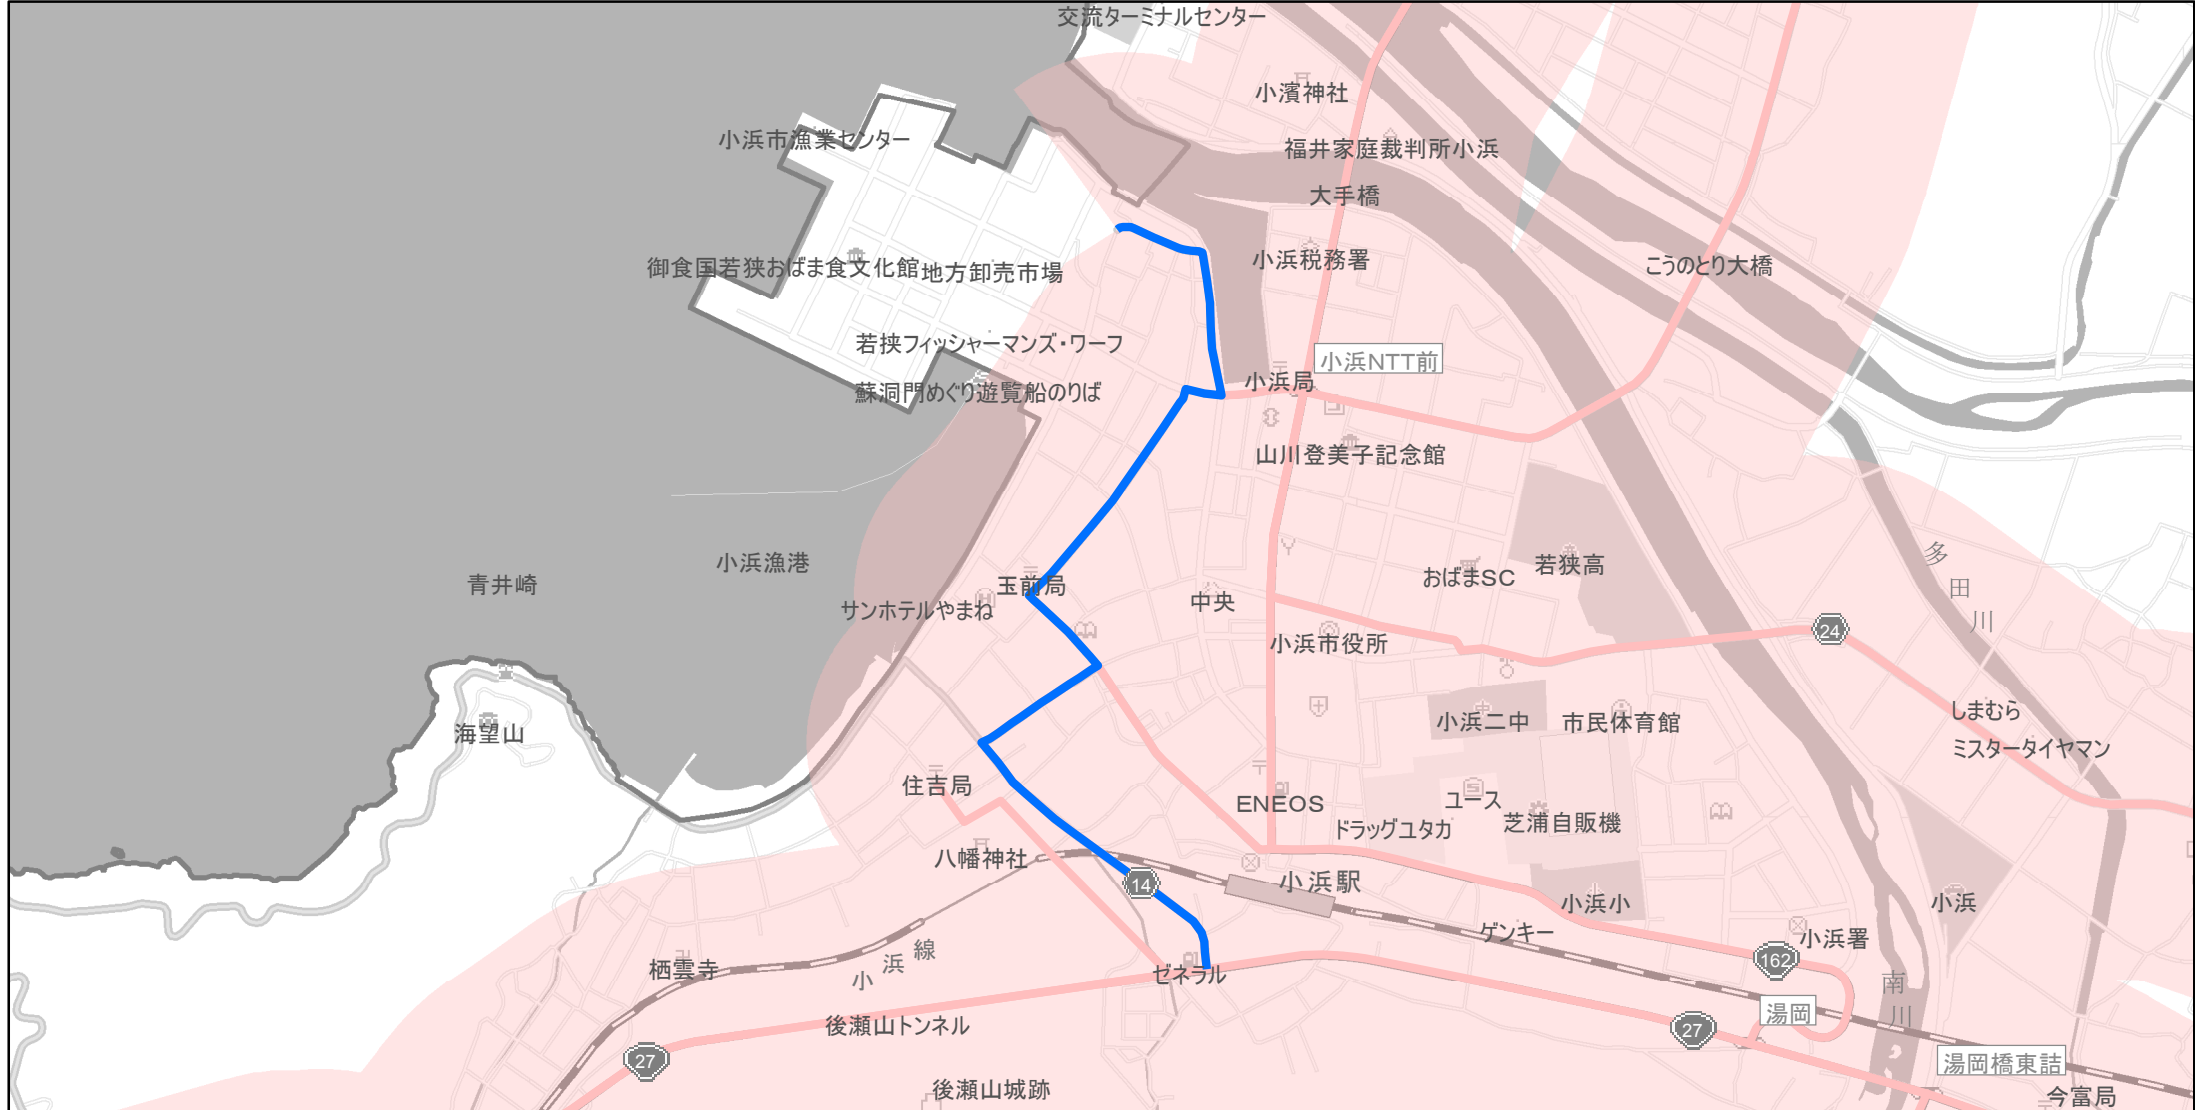 交流ターミナルセンター
小濱神社
小浜市漁業センター
福井家庭裁判所小浜
大手橋
小浜税務署
こうのとり大橋
御食国若狭おばま食文化館
地方卸売市場
若挟フィッシャーマンズ・ワーフ
小浜NTT前
小浜局
蘇洞門めぐり遊覧船のりば
山川登美子記念館
多田川
小浜漁港
青井崎
玉前局
おばまSC
若狭高
サンホテルやまね
中央
24
小浜市役所
しまむら
小浜二中
市民体育館
海望山
ミスタータイヤマン
住吉局
ENEOS
ユース
ドラッグユタカ
芝浦自販機
八幡神社
14
小浜駅
小浜小
小浜
ゲンキー
小浜署
小浜線
栖雲寺
162
ゼネラル
南川
湯岡
後瀬山トンネル
27
27
湯岡橋東詰
後瀬山城跡
今富局